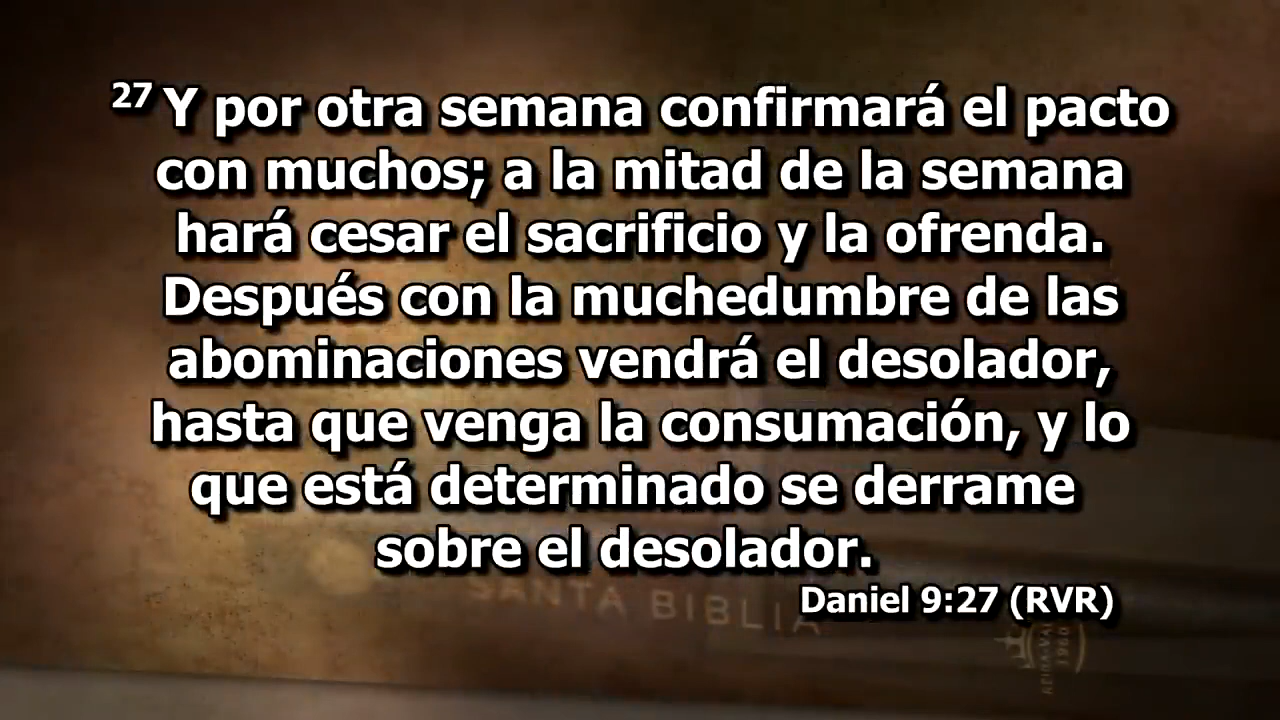 27 Y por otra semana confirmará el pacto
con muchos; a la mitad de la semana
hará cesar el sacrificio y la ofrenda.
Después con la muchedumbre de las
abominaciones vendrá el desolador,
hasta que venga la consumación, y lo
que está determinado se derrame
sobre el desolador.
Daniel 9:27 (RVR)
SANTA BIBLIA
1960